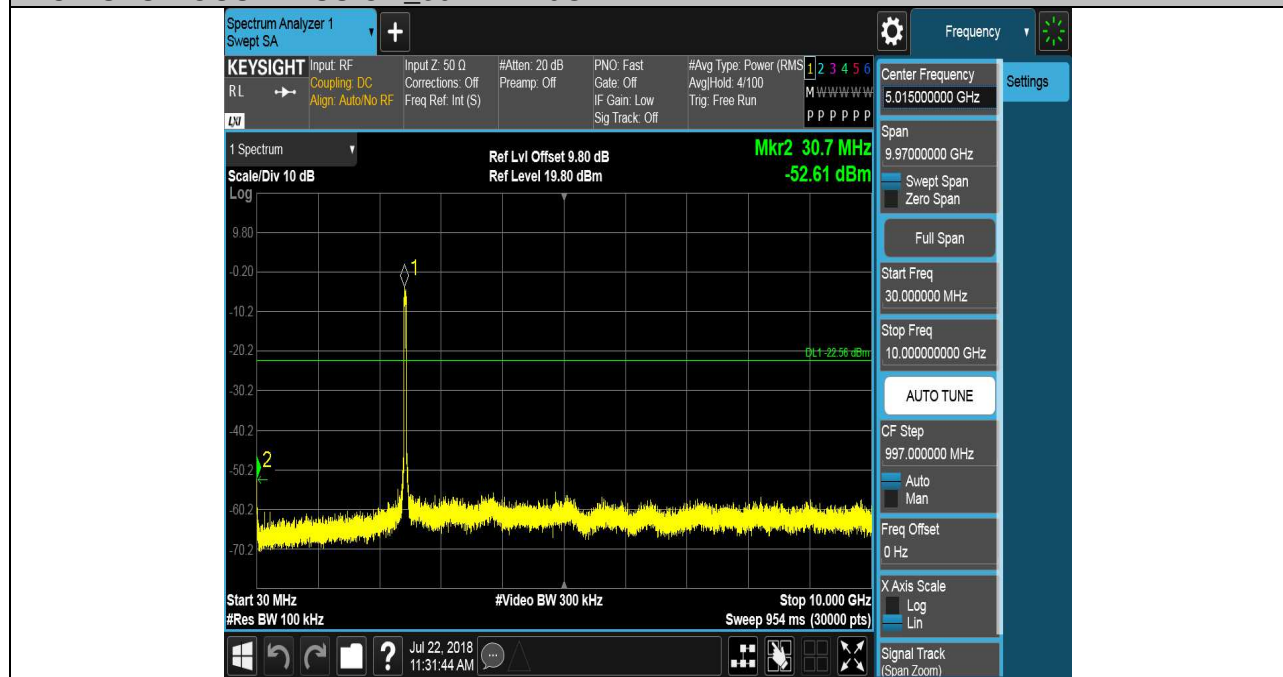 Spectrum Analyzer 1
Swept SA
+
Frequency
KEYSIGHT
RL
LXI
Input: RF
Coupling: DC
Align: Auto/No RF
Input Z: 50 Ω
Corrections: Off
Freq Ref: Int (S)
#Atten: 20 dB
Preamp: Off
PNO: Fast
Gate: Off
IF Gain: Low
Sig Track: Off
#Avg Type: Power (RMS
Avg|Hold: 4/100
Trig: Free Run
1 2 3 4 5 6
M W W W W W
P P P P P P
Center Frequency
5.015000000 GHz
Settings
1 Spectrum
Scale/Div 10 dB
Ref Lvl Offset 9.80 dB
Ref Level 19.80 dBm
Mkr2 30.7 MHz
-52.61 dBm
Span
9.97000000 GHz
Swept Span
Zero Span
Full Span
Start Freq
30.000000 MHz
Stop Freq
10.000000000 GHz
AUTO TUNE
CF Step
997.000000 MHz
Auto
Man
Freq Offset
0 Hz
X Axis Scale
Log
Lin
Signal Track
(Span Zoom)
Log
9.80
-0.20
-10.2
-20.2
-30.2
-40.2
-50.2
-60.2
-70.2
1
2
DL1 -22.56 dBm
Start 30 MHz
#Res BW 100 kHz
#Video BW 300 kHz
Stop 10.000 GHz
Sweep 954 ms (30000 pts)
?
Jul 22, 2018
11:31:44 AM